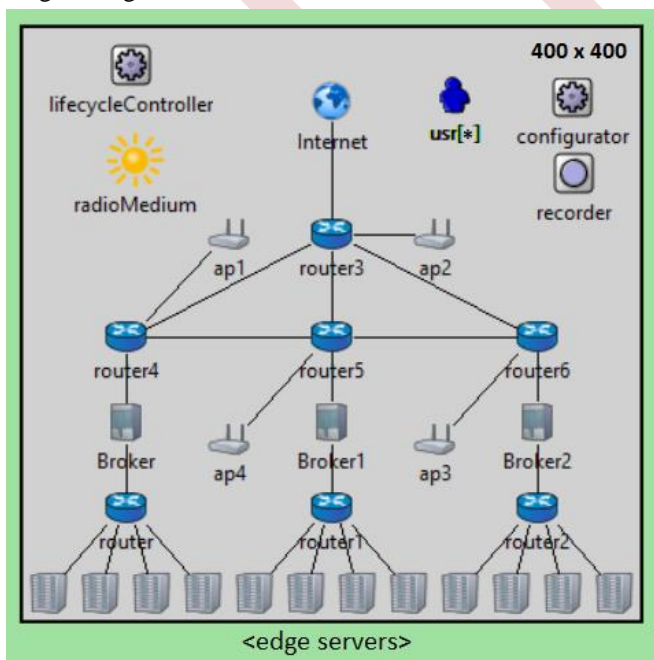 400 x 400
lifecycleController
Internet
usr[*]
configurator
radioMedium
recorder
ap1
router3
ap2
router4
router5
router6
Broker
ap4
Broker1
ap3
Broker2
router
router1
router2
<edge servers>